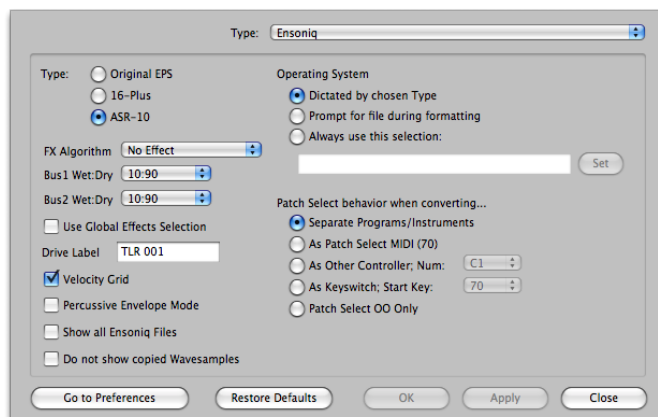 Type: Ensoniq
Type: Original EPS
16-Plus
ASR-10
FX Algorithm No Effect
Bus1 Wet:Dry 10:90
Bus2 Wet:Dry 10:90
Use Global Effects Selection
Drive Label TLR 001
Velocity Grid
Percussive Envelope Mode
Show all Ensoniq Files
Do not show copied Wavesamples
Operating System
Dictated by chosen Type
Prompt for file during formatting
Always use this selection:
Set
Patch Select behavior when converting...
Separate Programs/Instruments
As Patch Select MIDI (70)
As Other Controller; Num: C1
As Keyswitch; Start Key: 70
Patch Select OO Only
Go to Preferences Restore Defaults OK Apply Close